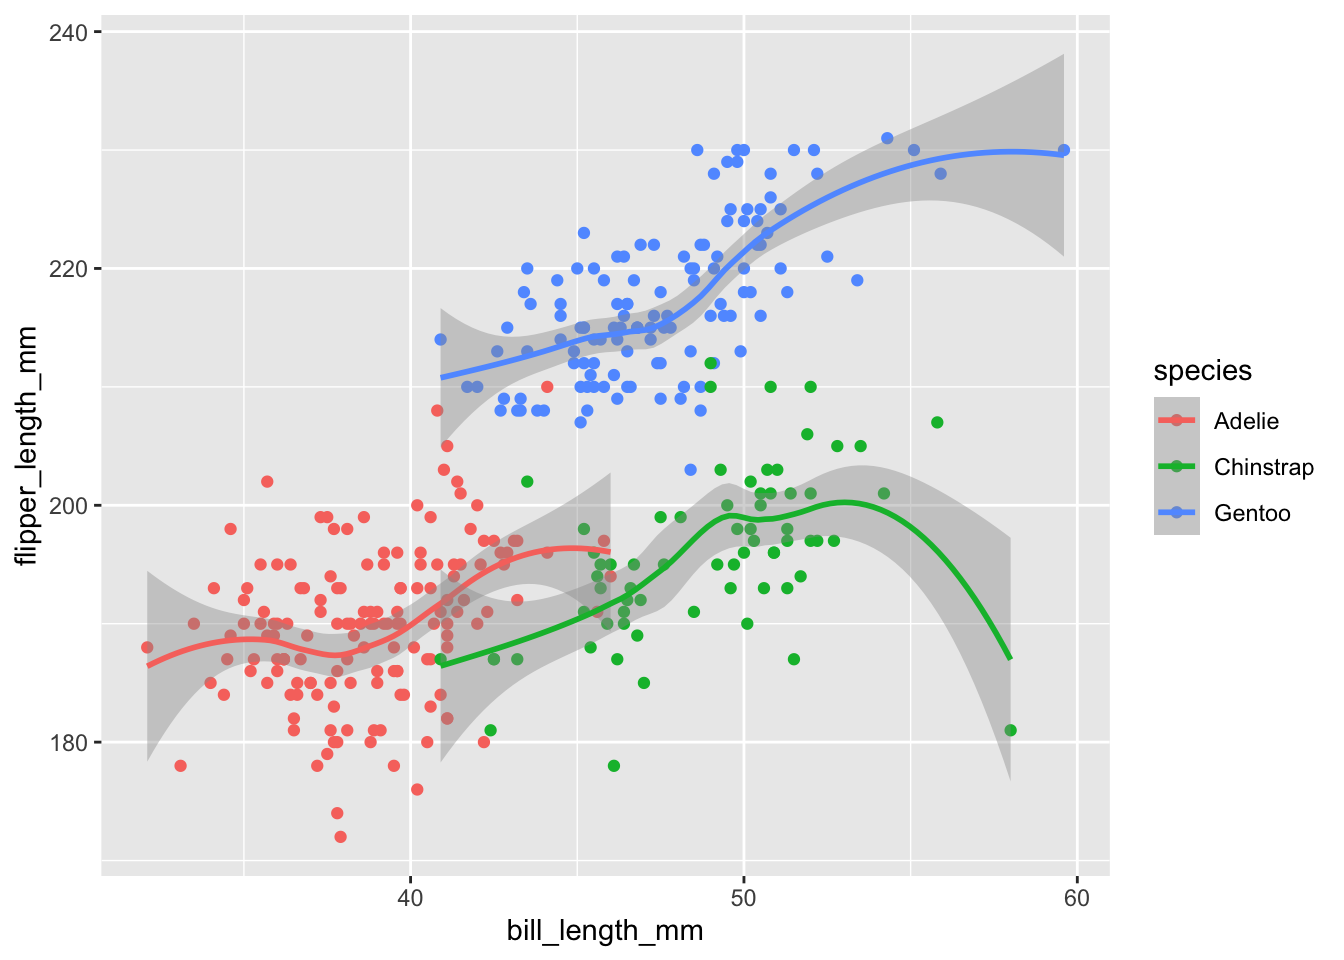 240
220
200
180
flipper_length_mm
40 50 60
bill_length_mm
species
Adelie
Chinstrap
Gentoo